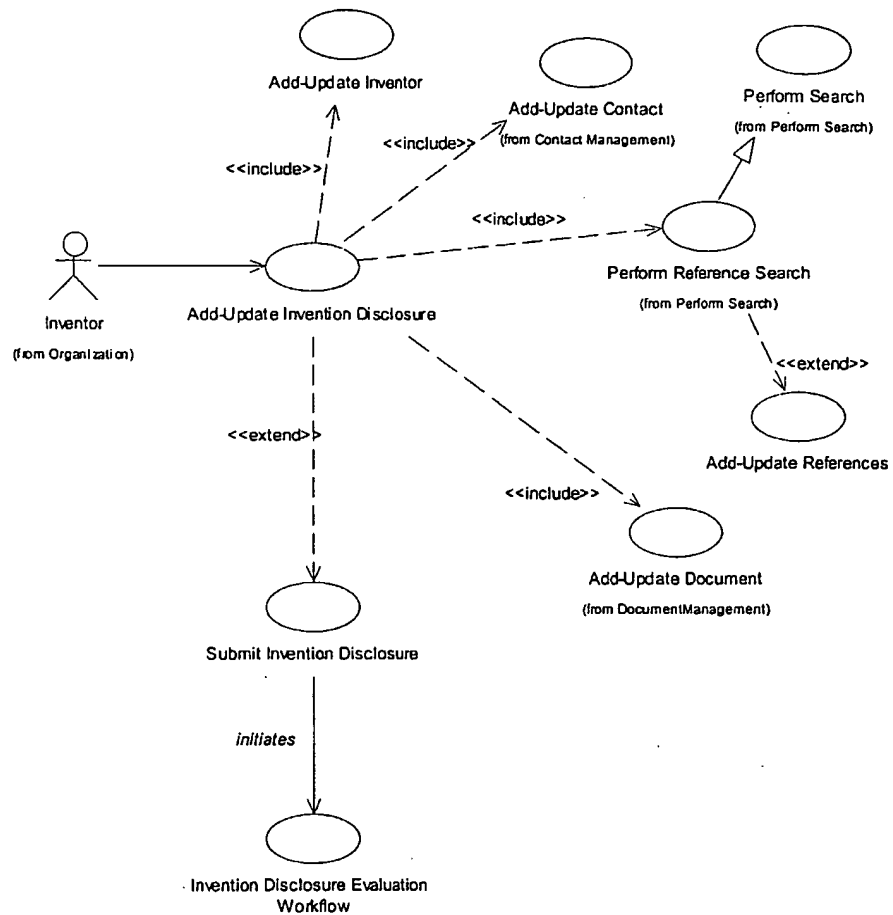 Add-Update Inventor
Add-Update Contact
(from Contact Management)
Perform Search
(from Perform Search)
<<include>>
<<include>>
<<include>>
Perform Reference Search
(from Perform Search)
Inventor
(from Organization)
Add-Update Invention Disclosure
<<extend>>
<<extend>>
Add-Update References
<<include>>
Add-Update Document
(from DocumentManagement)
Submit Invention Disclosure
initiates
Invention Disclosure Evaluation
Workflow